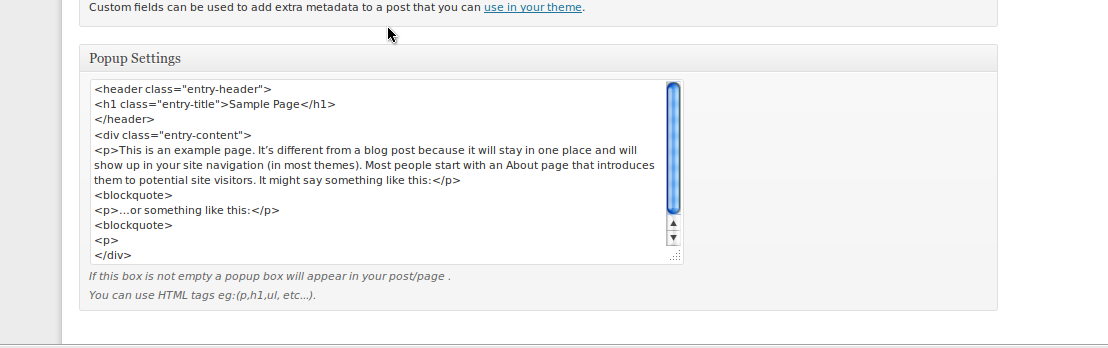 Custom fields can be used to add extra metadata to a post that you can use in your theme.
Popup Settings
<header class="entry-header">
<h1 class="entry-title">Sample Page</h1>
</header>
<div class="entry-content">
<p>This is an example page. It's different from a blog post because it will stay in one place and will
show up in your site navigation (in most themes). Most people start with an About page that introduces
them to potential site visitors. It might say something like this:</p>
<blockquote>
<p>...or something like this:</p>
<blockquote>
<p>
</div>
If this box is not empty a popup box will appear in your post/page .
You can use HTML tags eg:(p,h1,ul, etc...).